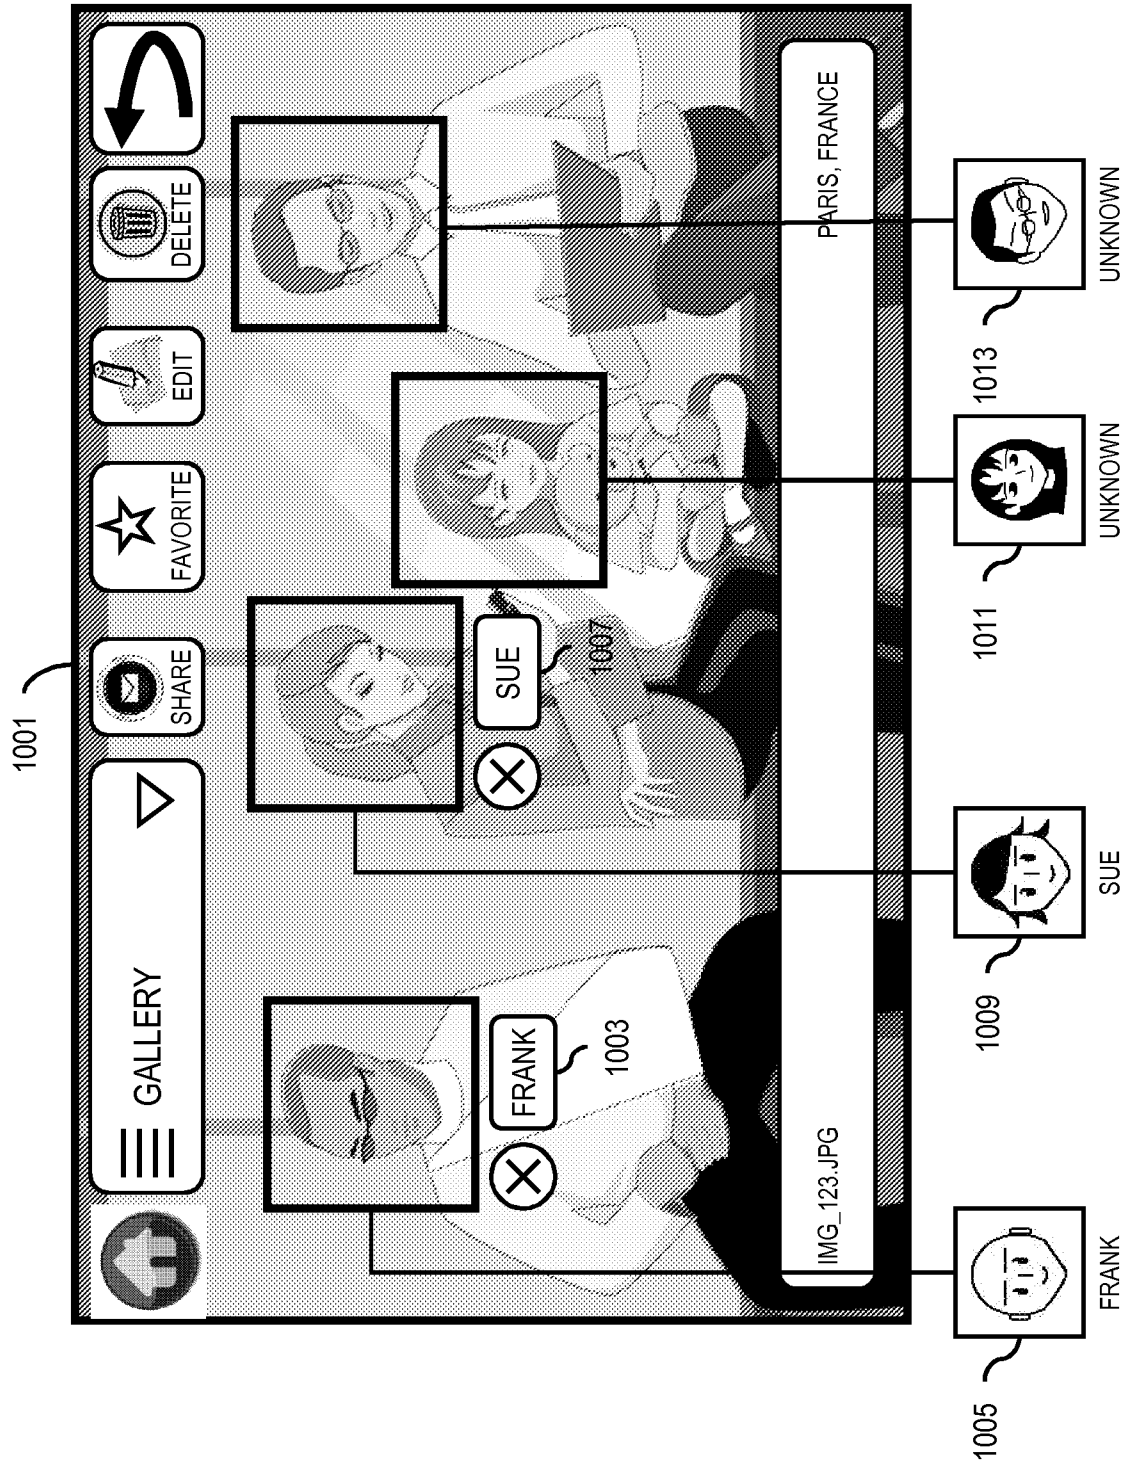 1001
GALLERY
SHARE
FAVORITE
EDIT
DELETE
FRANK
1003
SUE
1007
IMG_123.JPG
PARIS, FRANCE
1005
FRANK
1009
SUE
1011
UNKNOWN
1013
UNKNOWN